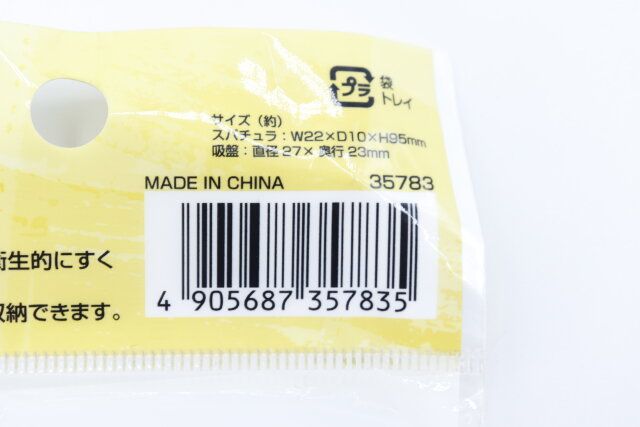 プラ
袋
トレイ
サイズ（約）
スパチュラ：W22×D10×H95mm
吸盤：直径27×奥行23mm
MADE IN CHINA 35783
衛生的にすく
収納できます。
4 905687 357835